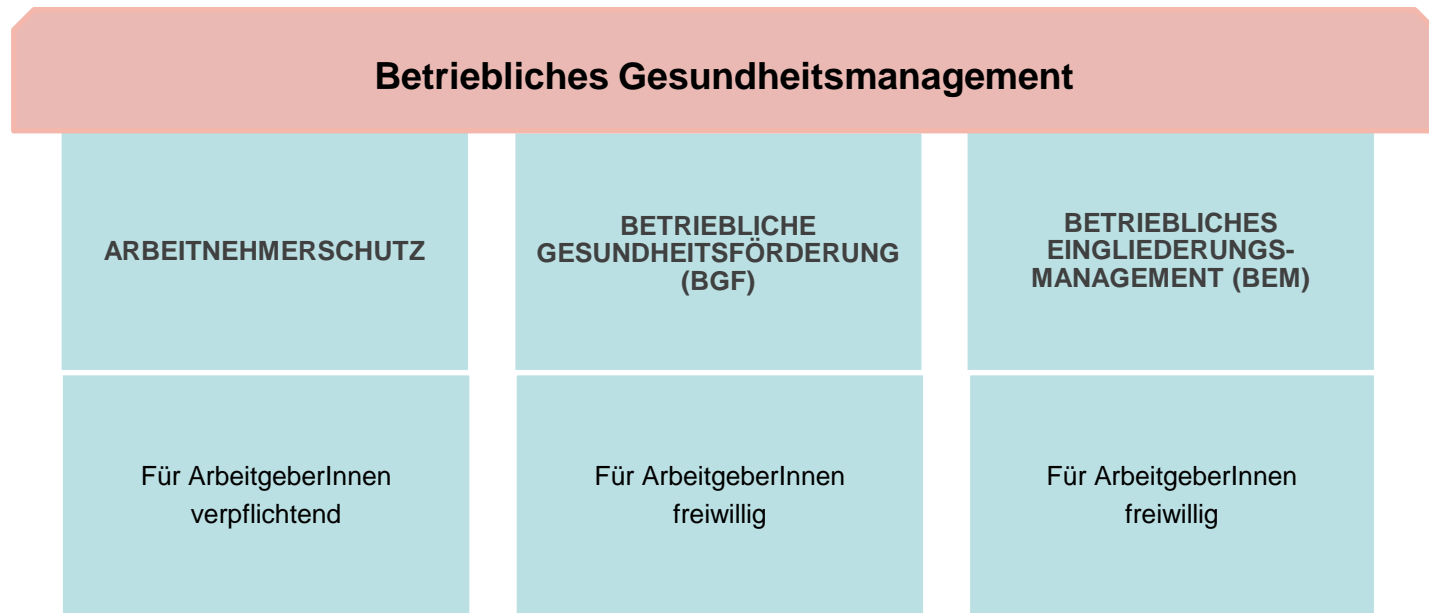 Betriebliches Gesundheitsmanagement
ARBEITNEHMERSCHUTZ
BETRIEBLICHE
GESUNDHEITSFÖRDERUNG
(BGF)
BETRIEBLICHES
EINGLIEDERUNGS-
MANAGEMENT (BEM)
Für ArbeitgeberInnen
verpflichtend
Für ArbeitgeberInnen
freiwillig
Für ArbeitgeberInnen
freiwillig